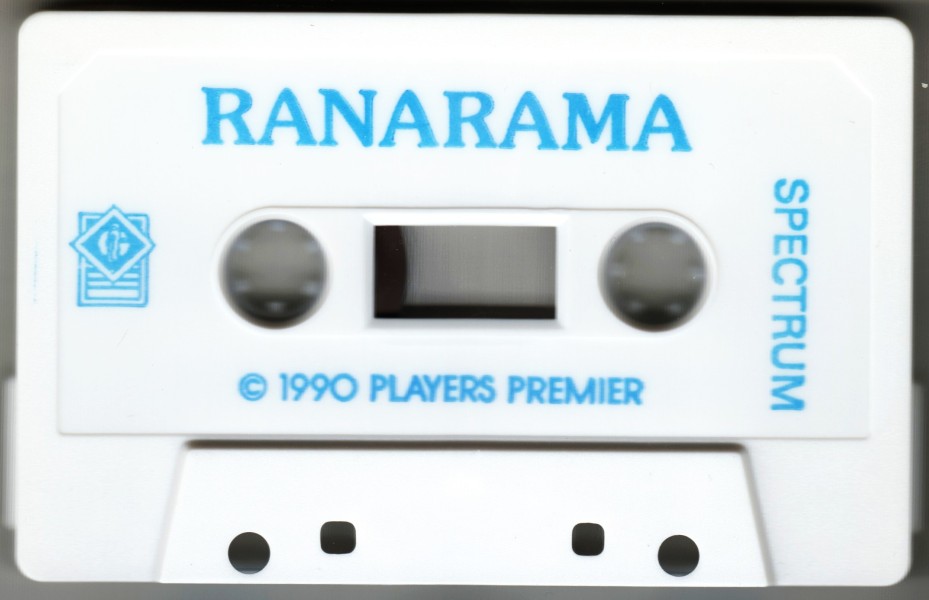 RANARAMA
SPECTRUM
© 1990 PLAYERS PREMIER